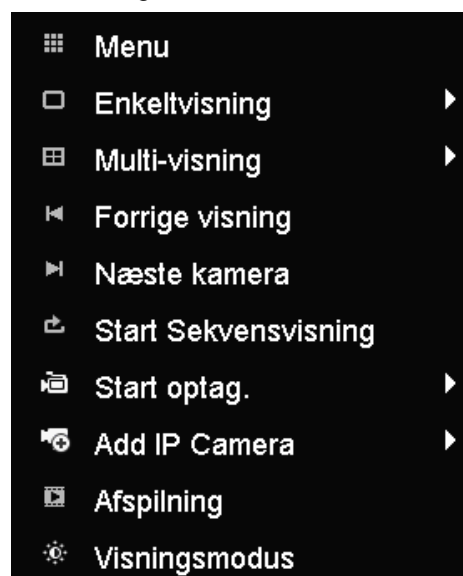 Menu
Enkeltvisning
Multi-visning
Forrige visning
Næste kamera
Start Sekvensvisning
Start optag.
Add IP Camera
Afspilning
Visningsmodus